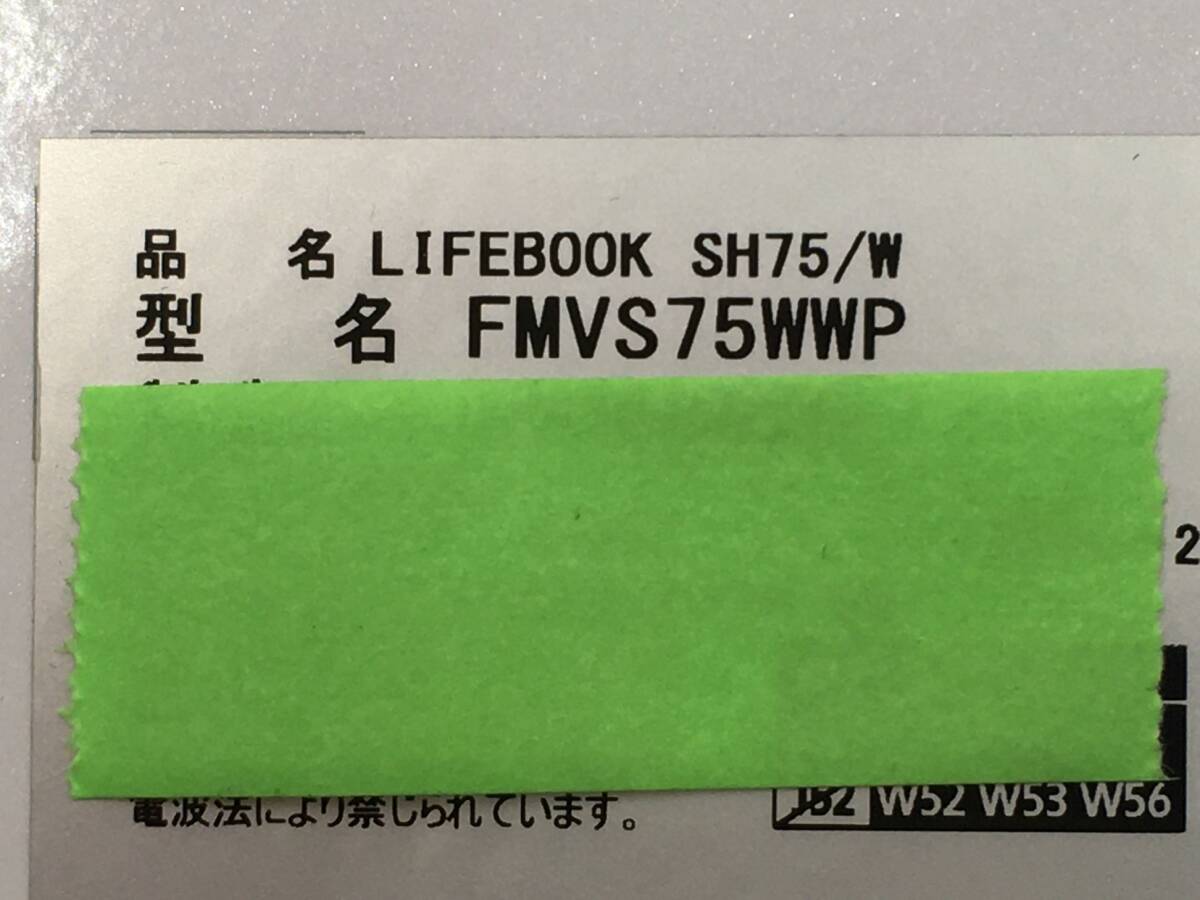 品 名 LIFEBOOK SH75/W
型 名 FMVS75WWP
2
電波法により禁じられています。
J52 W52 W53 W56